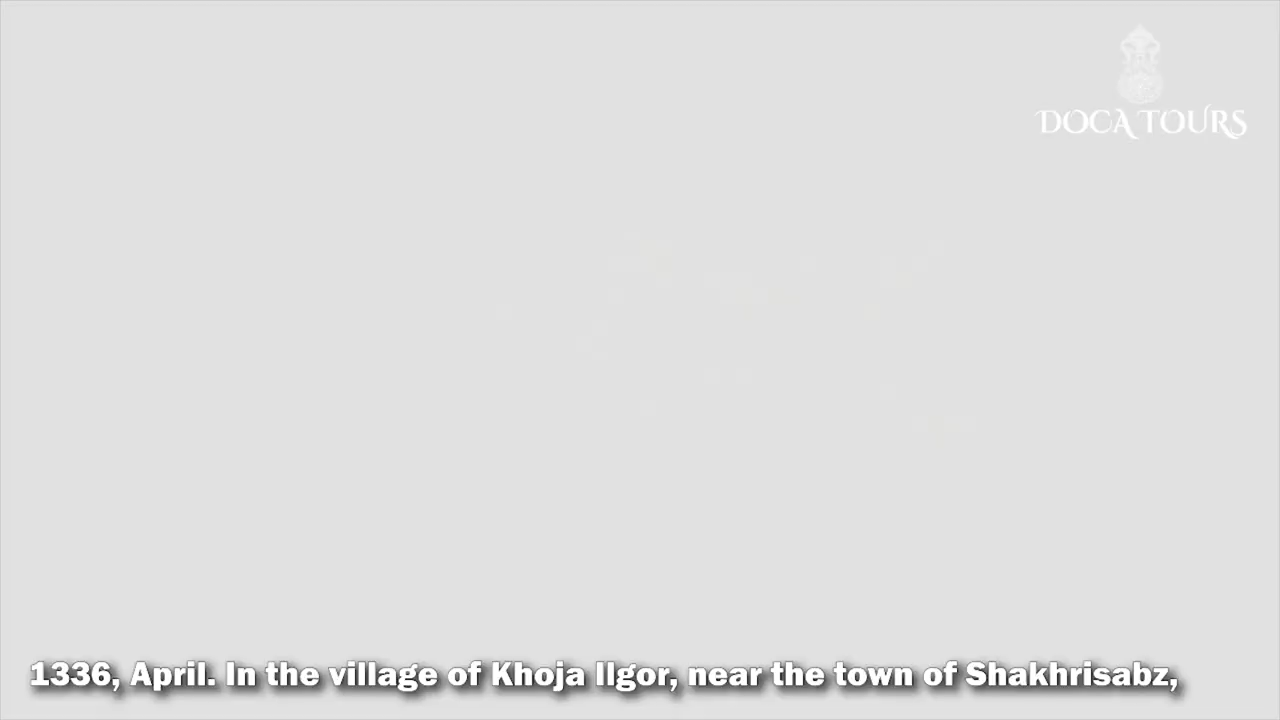 DOCA TOURS
1336, April. In the village of Khoja Ilgor, near the town of Shakhrisabz,